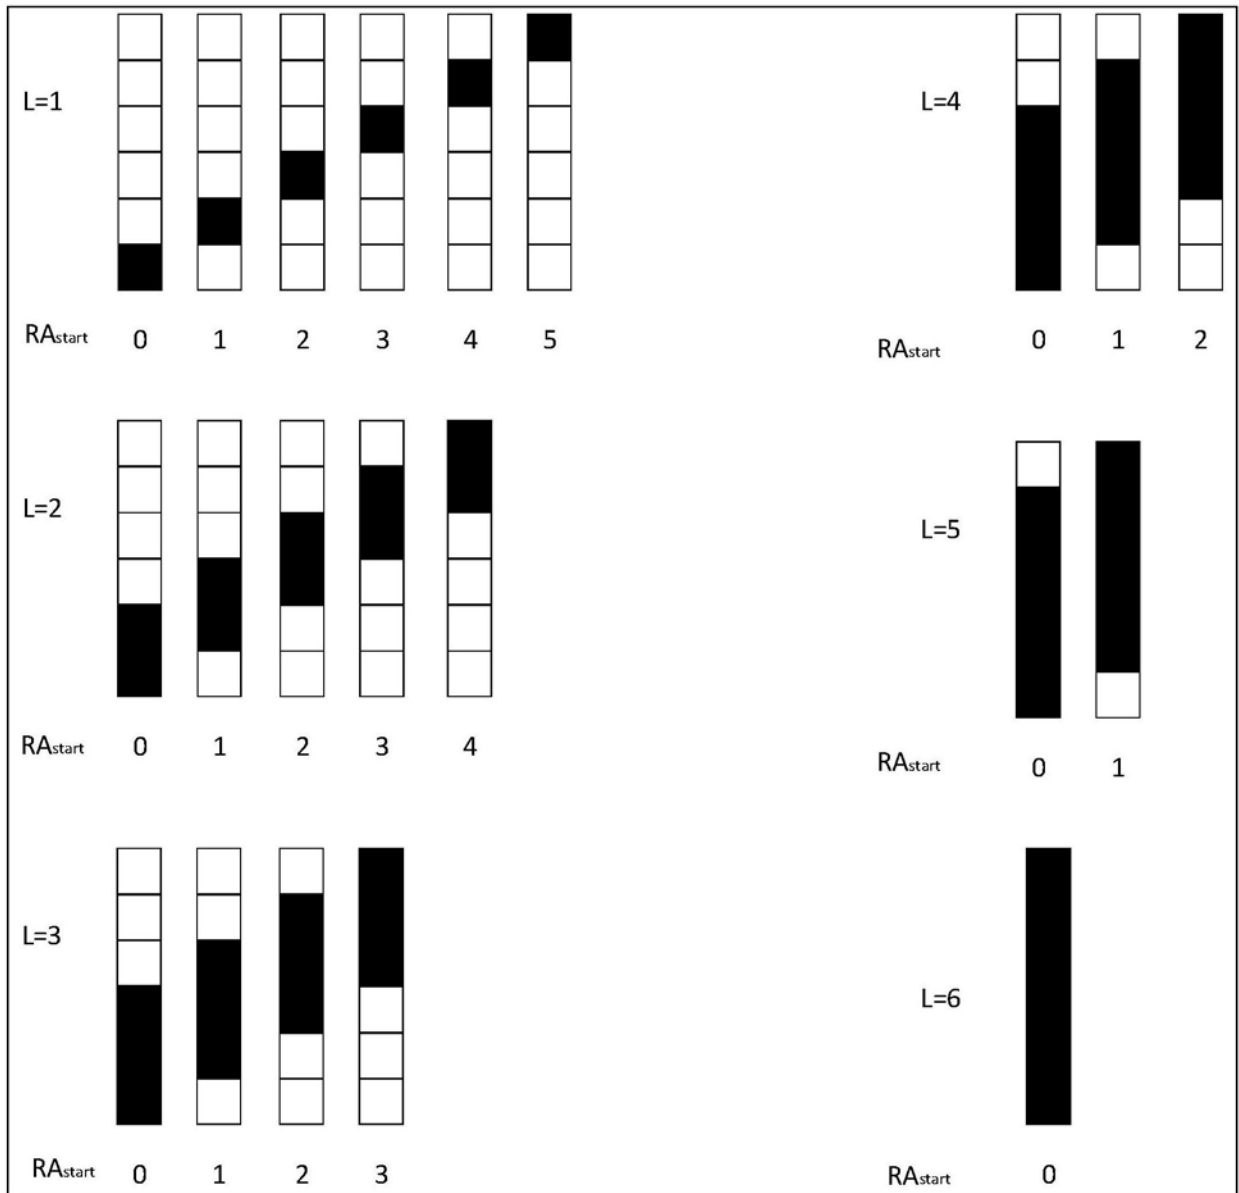 L=1
RAstart 0 1 2 3 4 5
L=2
RAstart 0 1 2 3 4
L=3
RAstart 0 1 2 3
L=4
RAstart 0 1 2
L=5
RAstart 0 1
L=6
RAstart 0